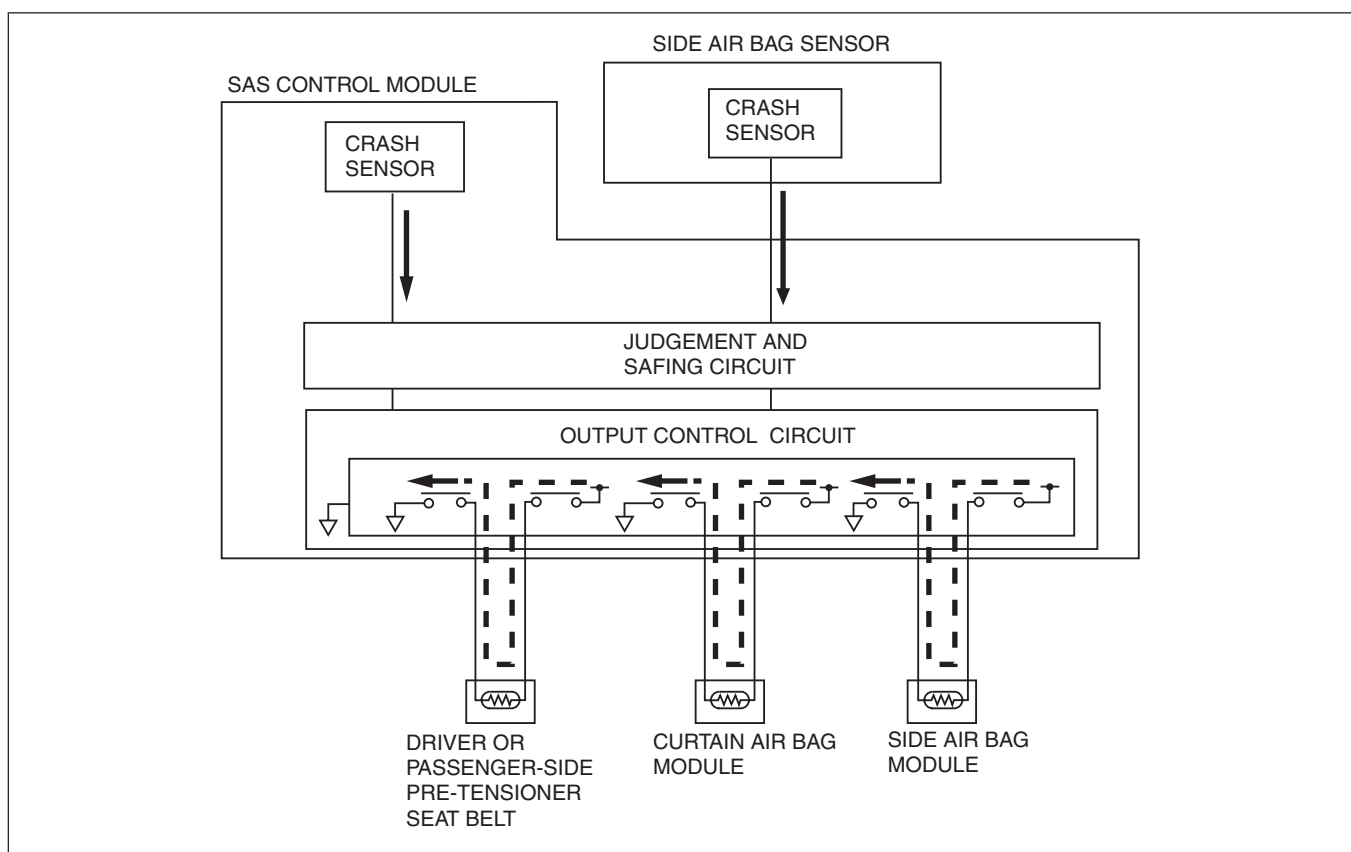 SIDE AIR BAG SENSOR
SAS CONTROL MODULE
CRASH
SENSOR
CRASH
SENSOR
JUDGEMENT AND
SAFING CIRCUIT
OUTPUT CONTROL CIRCUIT
DRIVER OR
PASSENGER-SIDE
PRE-TENSIONER
SEAT BELT
CURTAIN AIR BAG
MODULE
SIDE AIR BAG
MODULE